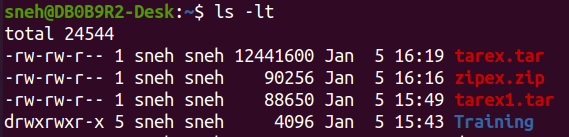 sneh@DB0B9R2-Desk:~$ ls -lt
total 24544
-rw-rw-r-- 1 sneh sneh 12441600 Jan  5 16:19 tarex.tar
-rw-rw-r-- 1 sneh sneh    90256 Jan  5 16:16 zipex.zip
-rw-rw-r-- 1 sneh sneh    88650 Jan  5 15:49 tarex1.tar
drwxrwxr-x 5 sneh sneh     4096 Jan  5 15:43 Training